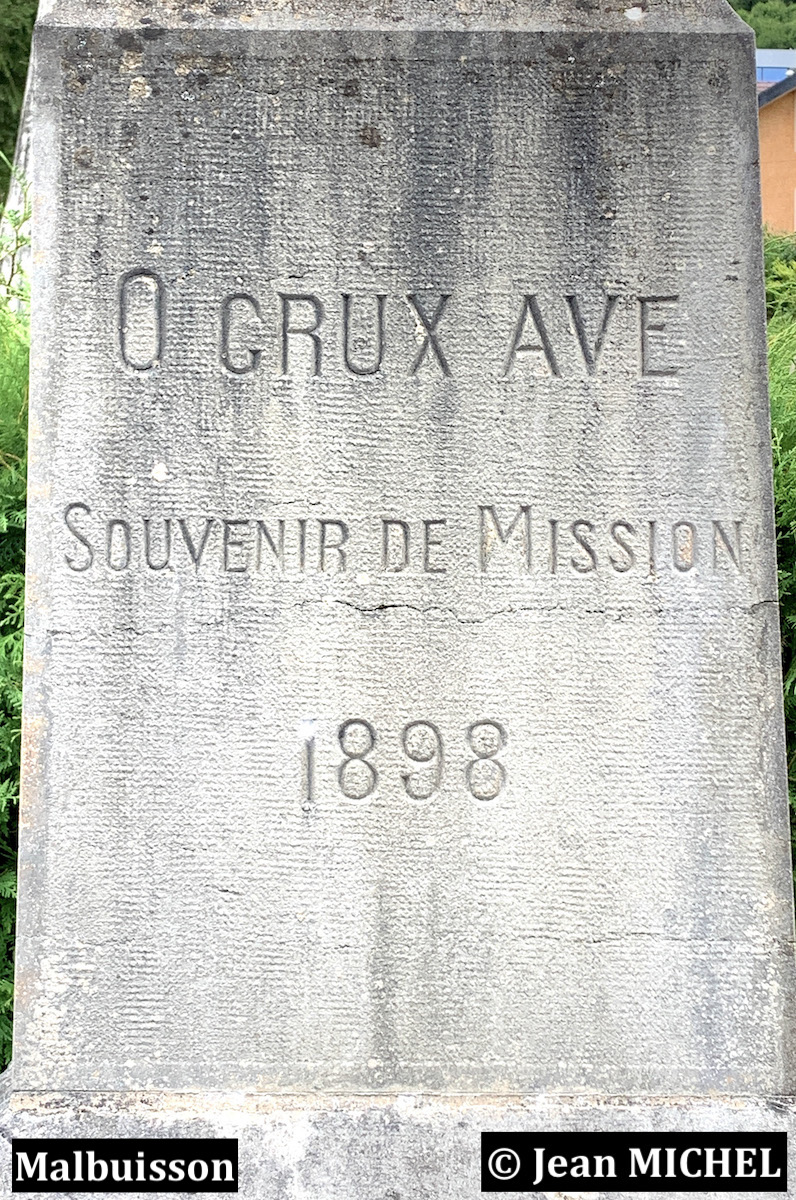 O CRUX AVE
SOUVENIR DE MISSION
1898
Malbuisson
© Jean MICHEL